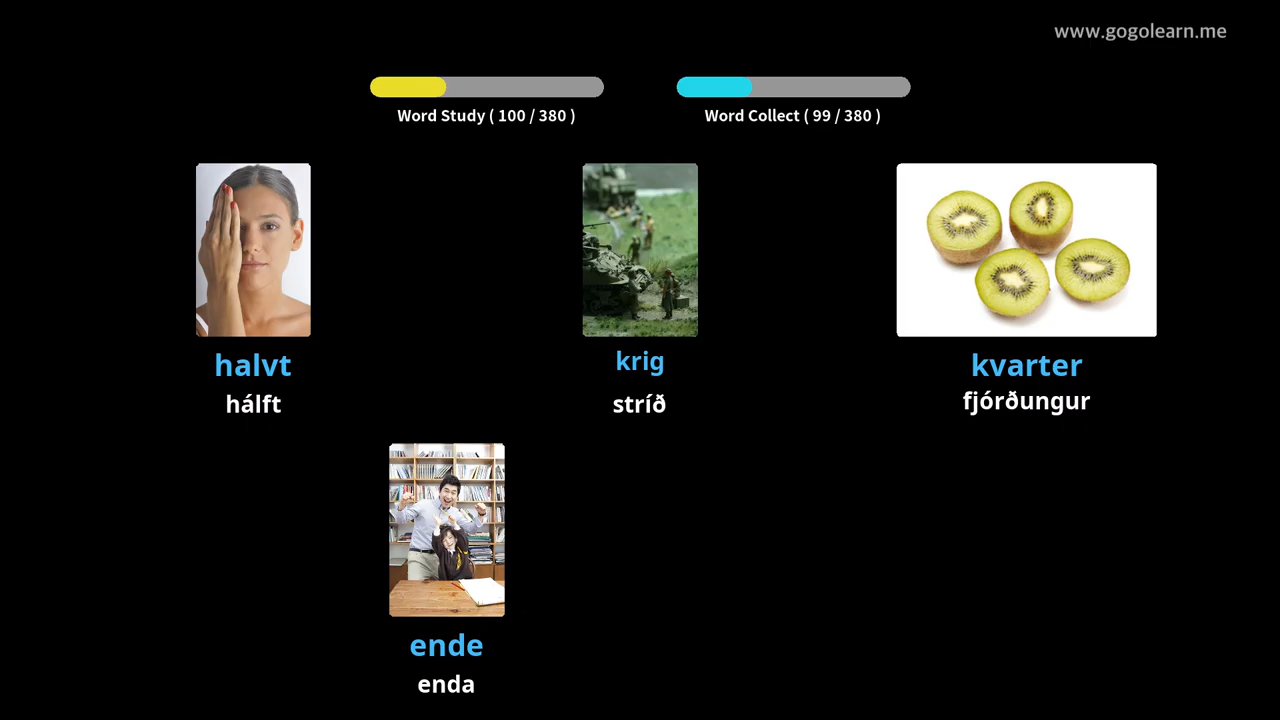 www.gogolearn.me
Word Study ( 100 / 380 )
Word Collect ( 99 / 380 )
halvt
hálft
krig
stríð
kvarter
fjórðungur
ende
enda